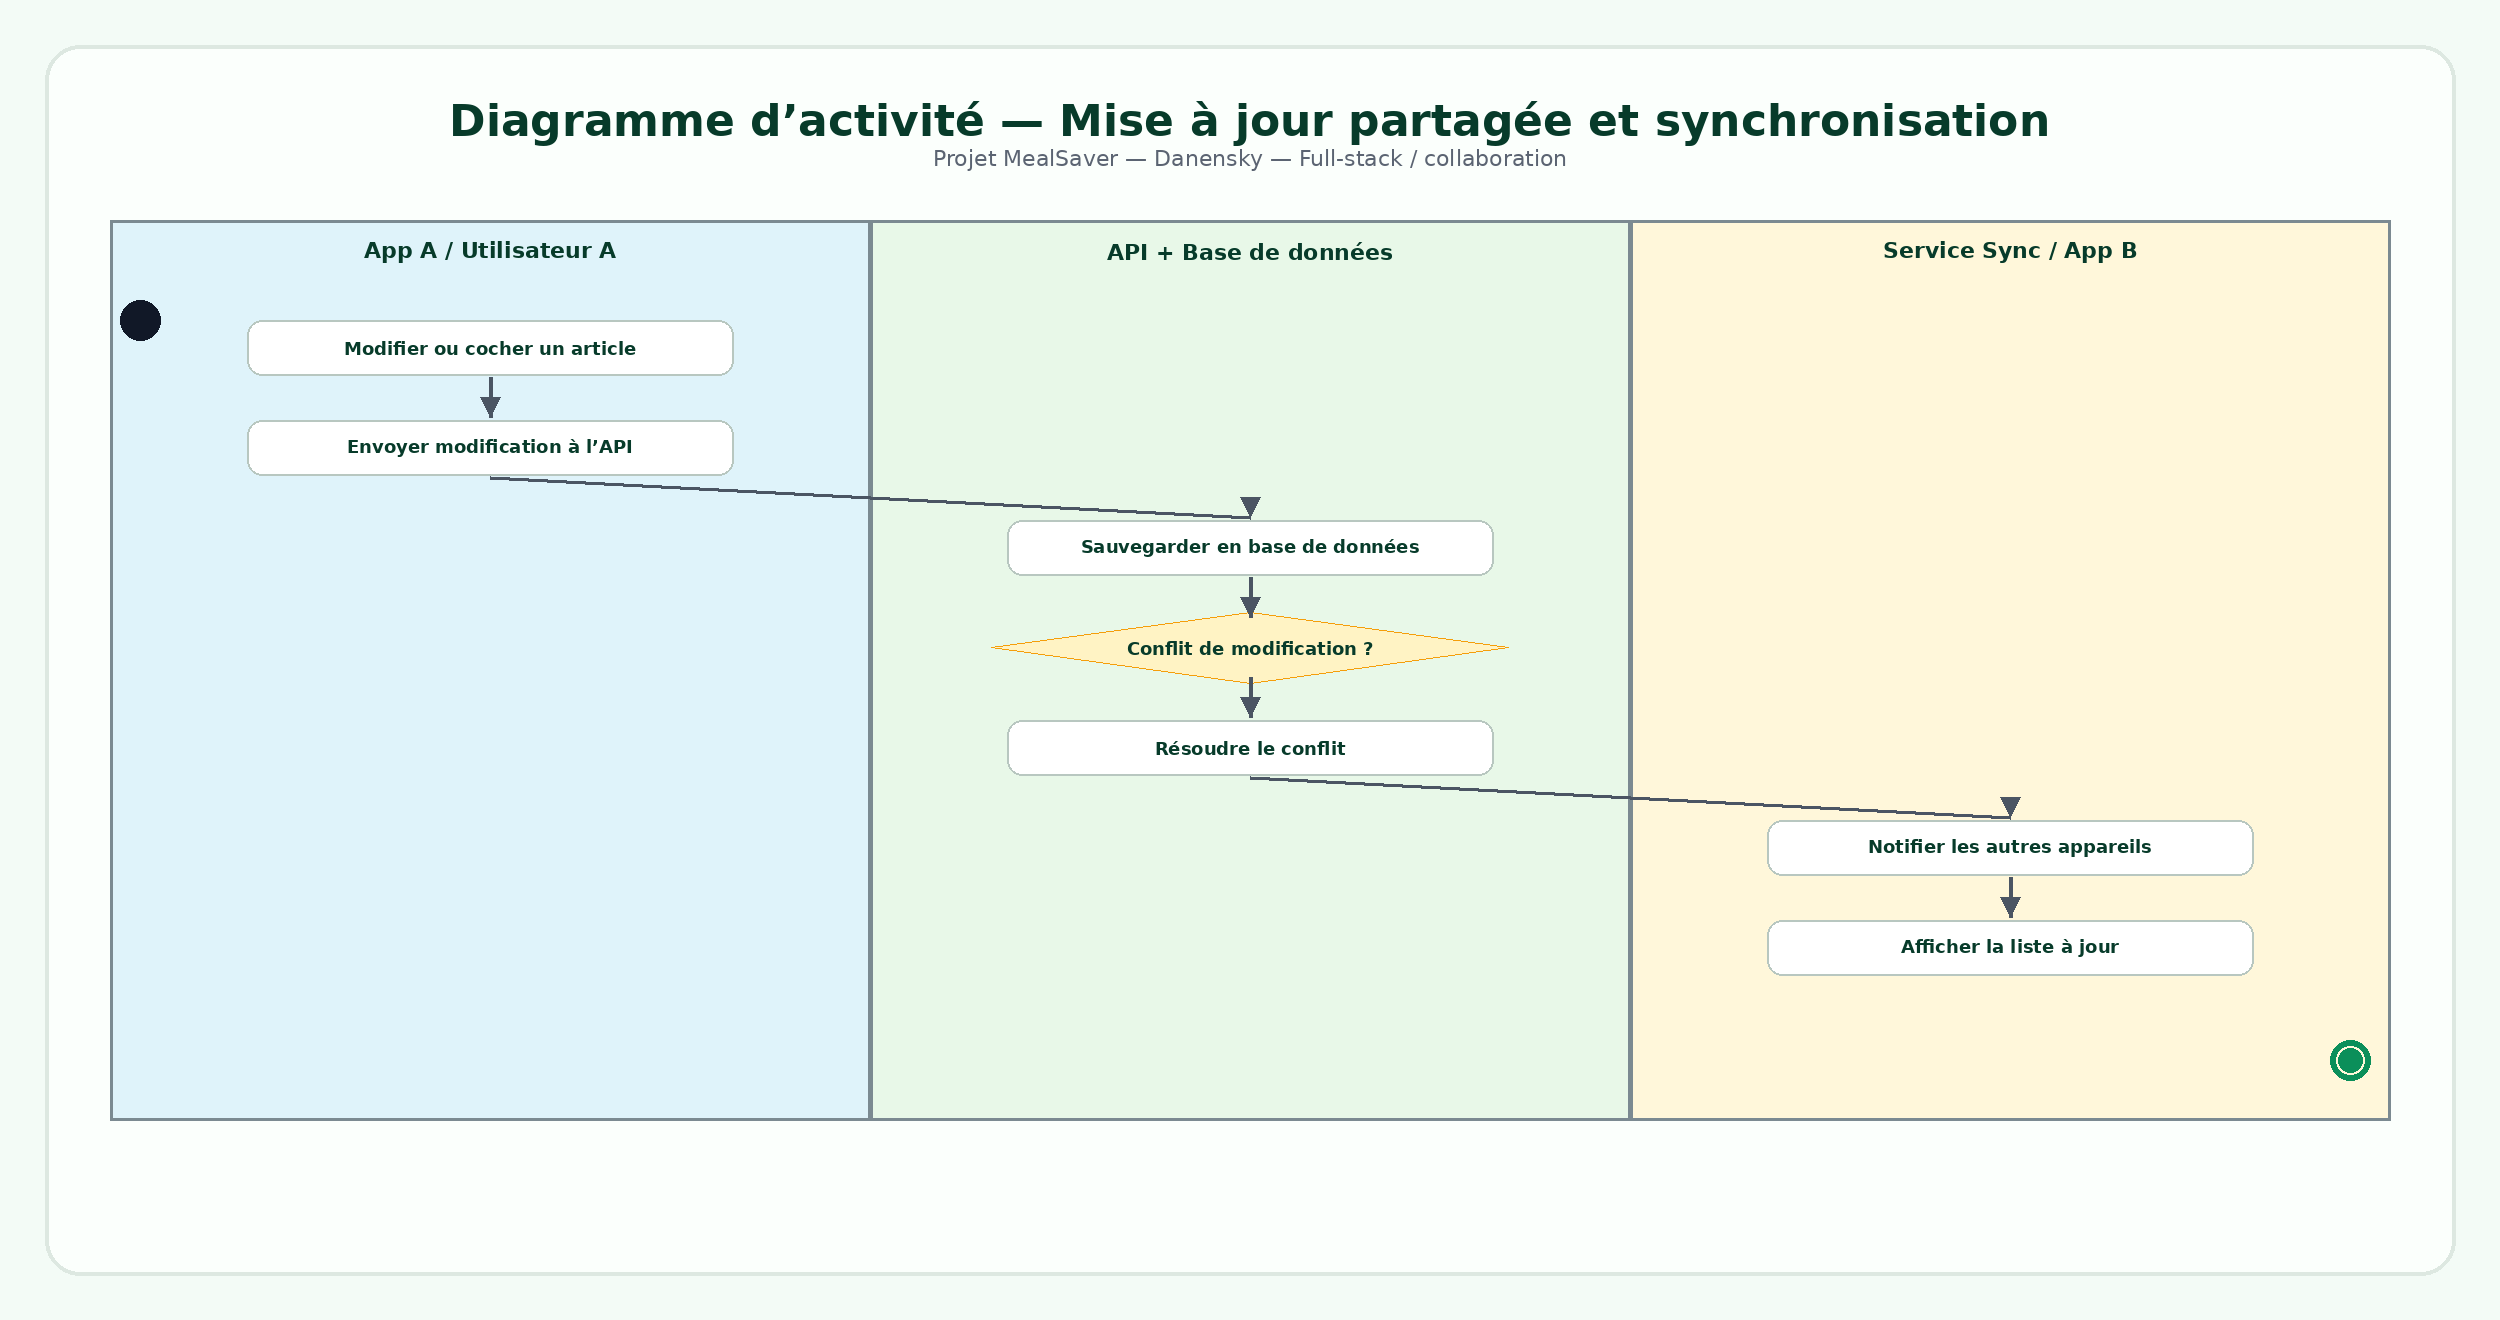 Diagramme d’activité — Mise à jour partagée et synchronisation
Projet MealSaver — Danensky — Full-stack / collaboration
App A / Utilisateur A
API + Base de données
Service Sync / App B
Modifier ou cocher un article
Envoyer modification à l’API
Sauvegarder en base de données
Conflit de modification ?
Résoudre le conflit
Notifier les autres appareils
Afficher la liste à jour